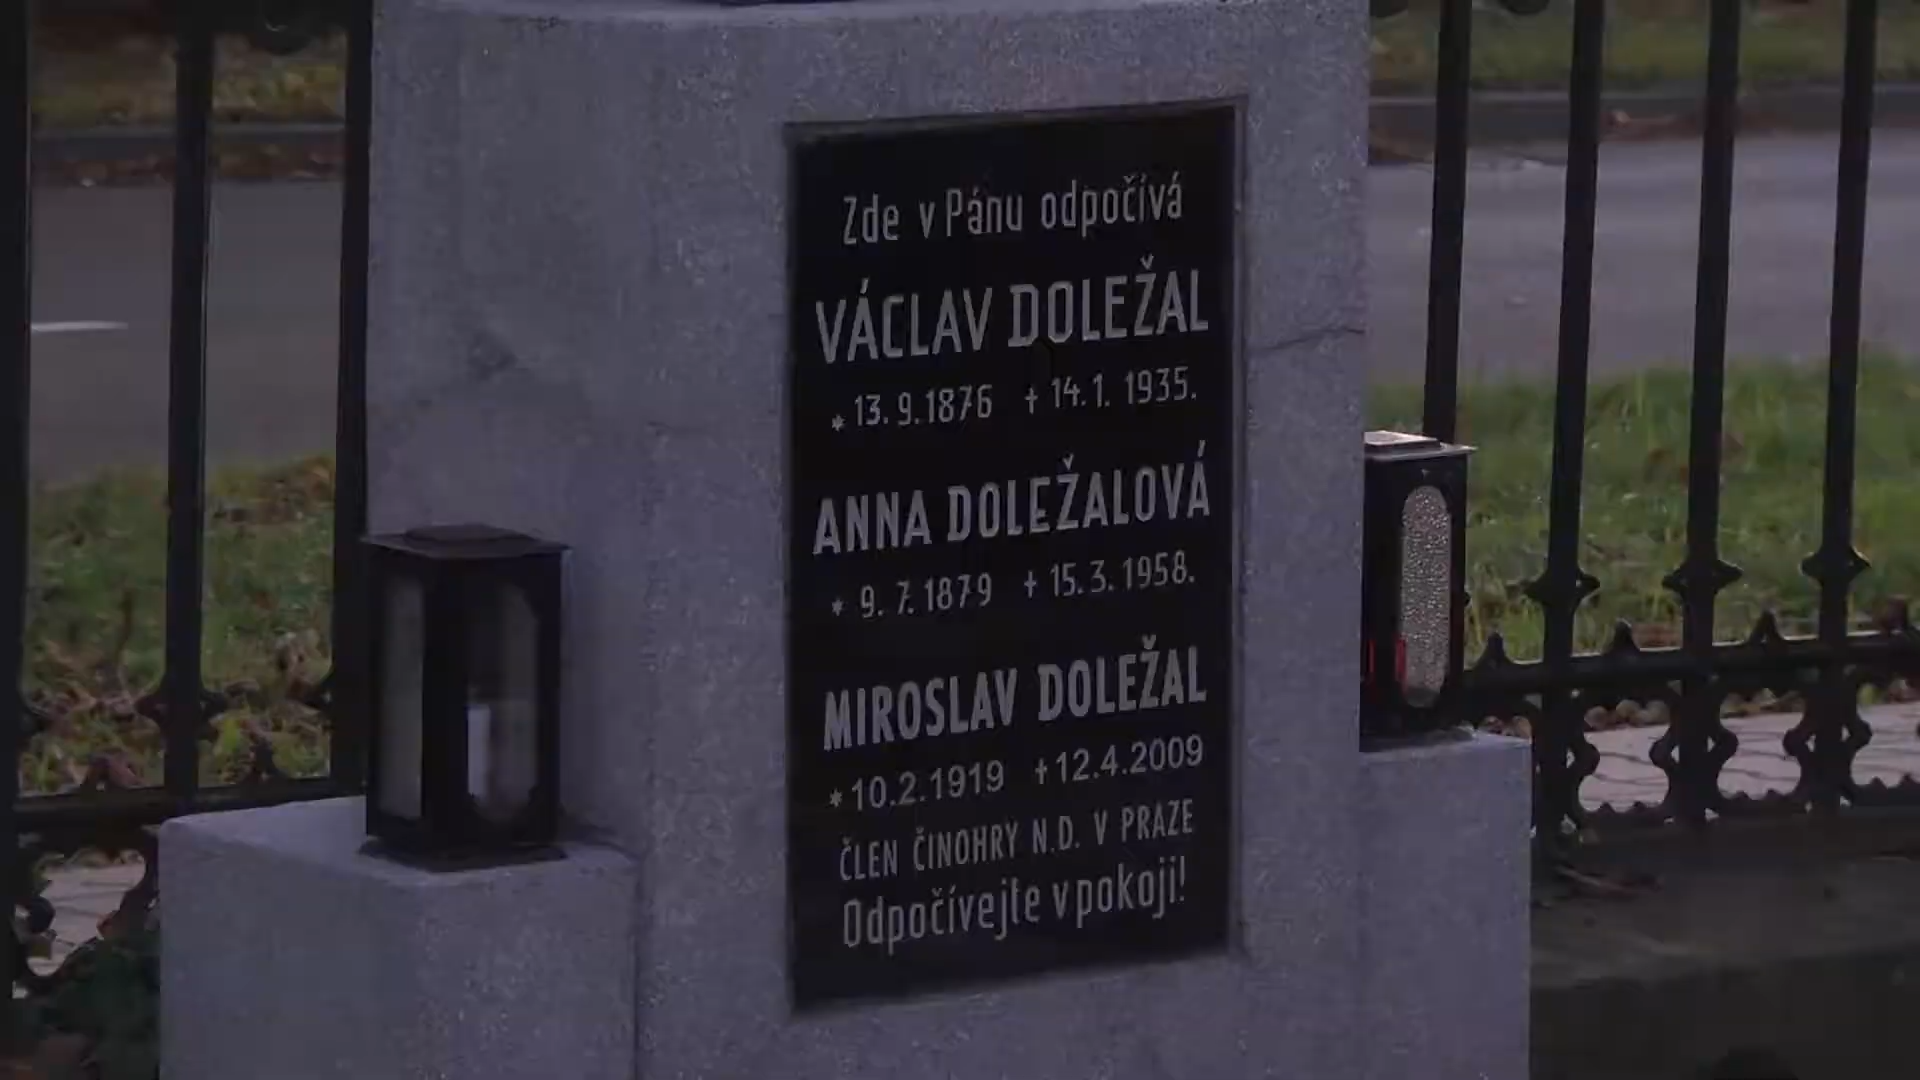 Zde v Pánu odpočívá
VÁCLAV DOLEŽAL
* 13. 9. 1876 † 14. 1. 1935.
ANNA DOLEŽALOVÁ
* 9. 7. 1879 † 15. 3. 1958.
MIROSLAV DOLEŽAL
* 10.2.1919 † 12.4.2009
ČLEN ČINOHRY N.D. V PRAZE
Odpočívejte v pokoji!